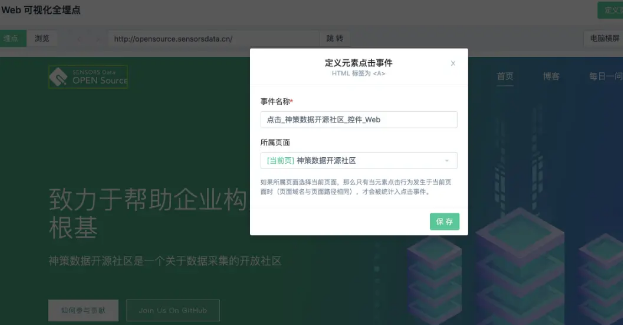 Web 可视化全埋点
埋点
浏览
http://opensource.sensorsdata.cn/
跳 转
电脑横屏
定义元素点击事件
HTML 标签为 <A>
x
SENSORS Data
OPEN Source
首页
博客
每日一问
事件名称*
点击_神策数据开源社区_控件_Web
所属页面
[当前页] 神策数据开源社区
如果所属页面选择当前页面，那么只有当元素点击行为发生于当前页
面时（页面域名与页面路径相同），才会被统计入点击事件。
保 存
致力于帮助企业构
根基
神策数据开源社区是一个关于数据采集的开放社区
如何参与贡献
Join Us On GitHub